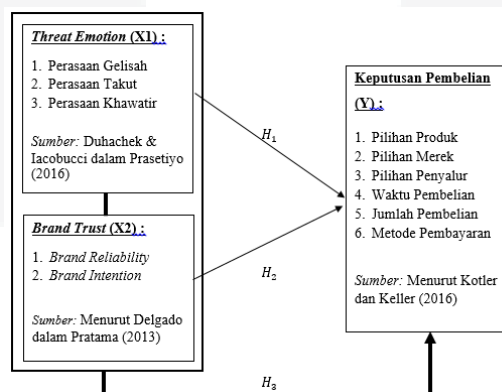 Threat Emotion (X1) :
1. Perasaan Gelisah
2. Perasaan Takut
3. Perasaan Khawatir
Sumber: Duhachek &
Iacobucci dalam Prasetiyo
(2016)
Brand Trust (X2) :
1. Brand Reliability
2. Brand Intention
Sumber: Menurut Delgado
dalam Pratama (2013)
H₁
H₂
H₃
Keputusan Pembelian
(Y) :
1. Pilihan Produk
2. Pilihan Merek
3. Pilihan Penyalur
4. Waktu Pembelian
5. Jumlah Pembelian
6. Metode Pembayaran
Sumber: Menurut Kotler
dan Keller (2016)